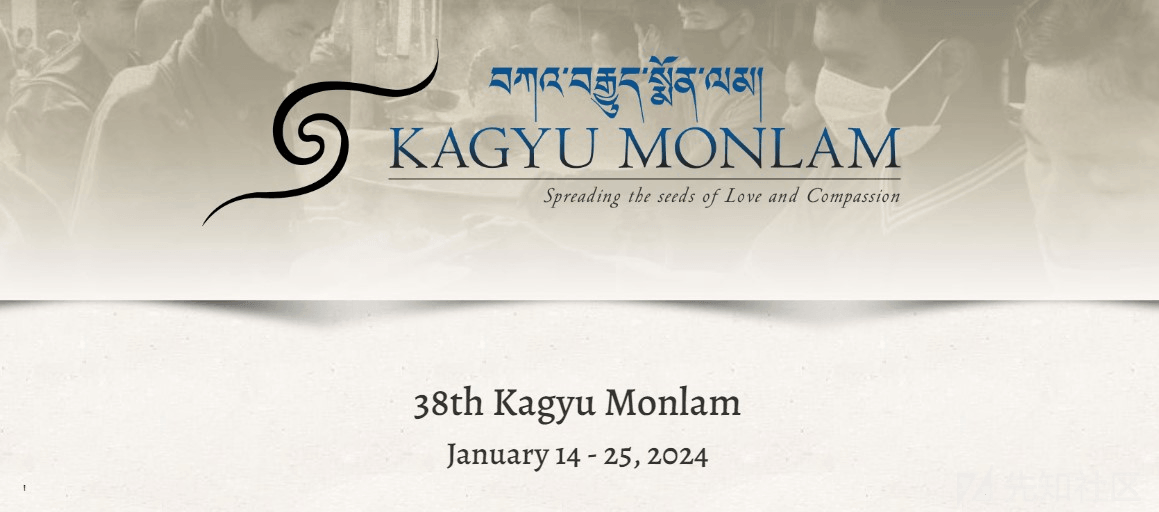 བཀའ་བརྒྱུད་སྨོན་ལམ།
KAGYU MONLAM
Spreading the seeds of Love and Compassion
38th Kagyu Monlam
January 14 - 25, 2024
先知社区